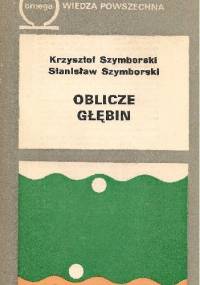 omega
WIEDZA POWSZECHNA
Krzysztof Szymborski
Stanisław Szymborski
OBLICZE
GŁĘBIN